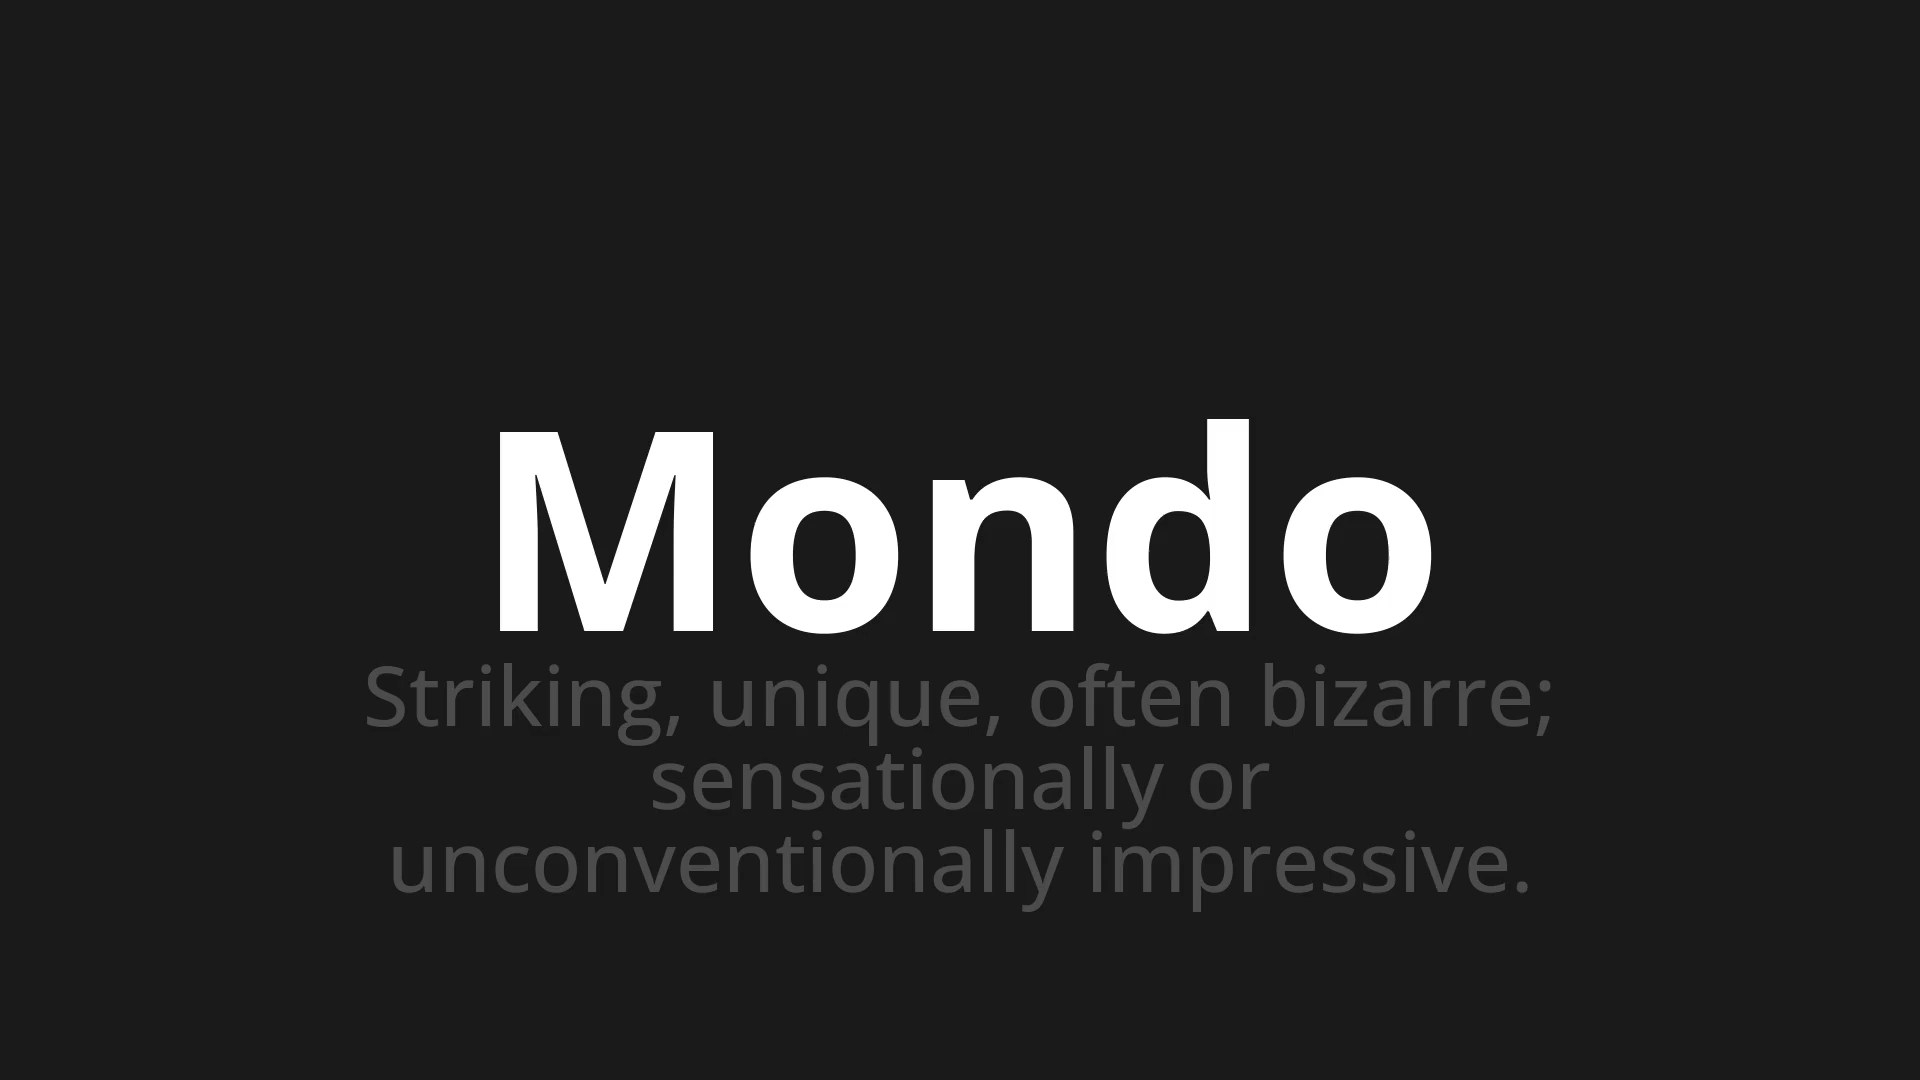 Mondo
Striking, unique, often bizarre;
sensationally or
unconventionally impressive.